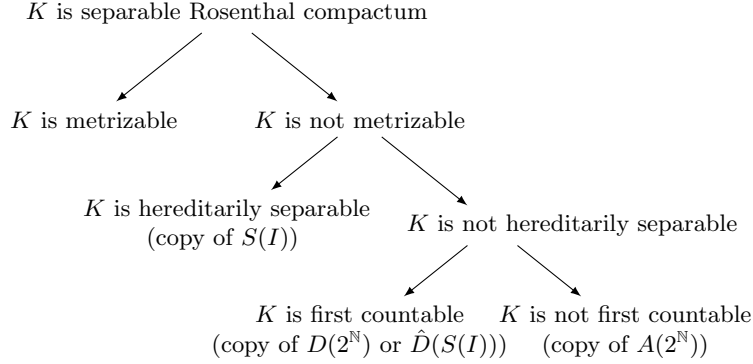 K is separable Rosenthal compactum
K is metrizable
K is not metrizable
K is hereditarily separable
(copy of S(I))
K is not hereditarily separable
K is first countable
(copy of D(2^ℕ) or D̂(S(I)))
K is not first countable
(copy of A(2^ℕ))